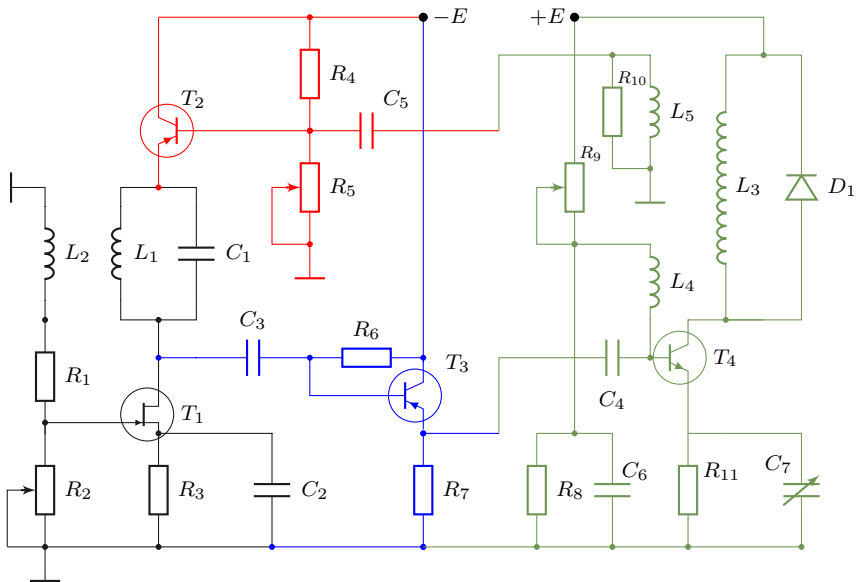 −E
+E
R₄
R₁₀
T₂
C₅
L₅
R₉
R₅
L₃
D₁
L₂
L₁
C₁
L₄
C₃
R₆
T₃
T₄
R₁
C₄
T₁
R₂
R₃
C₂
R₇
R₈
C₆
R₁₁
C₇